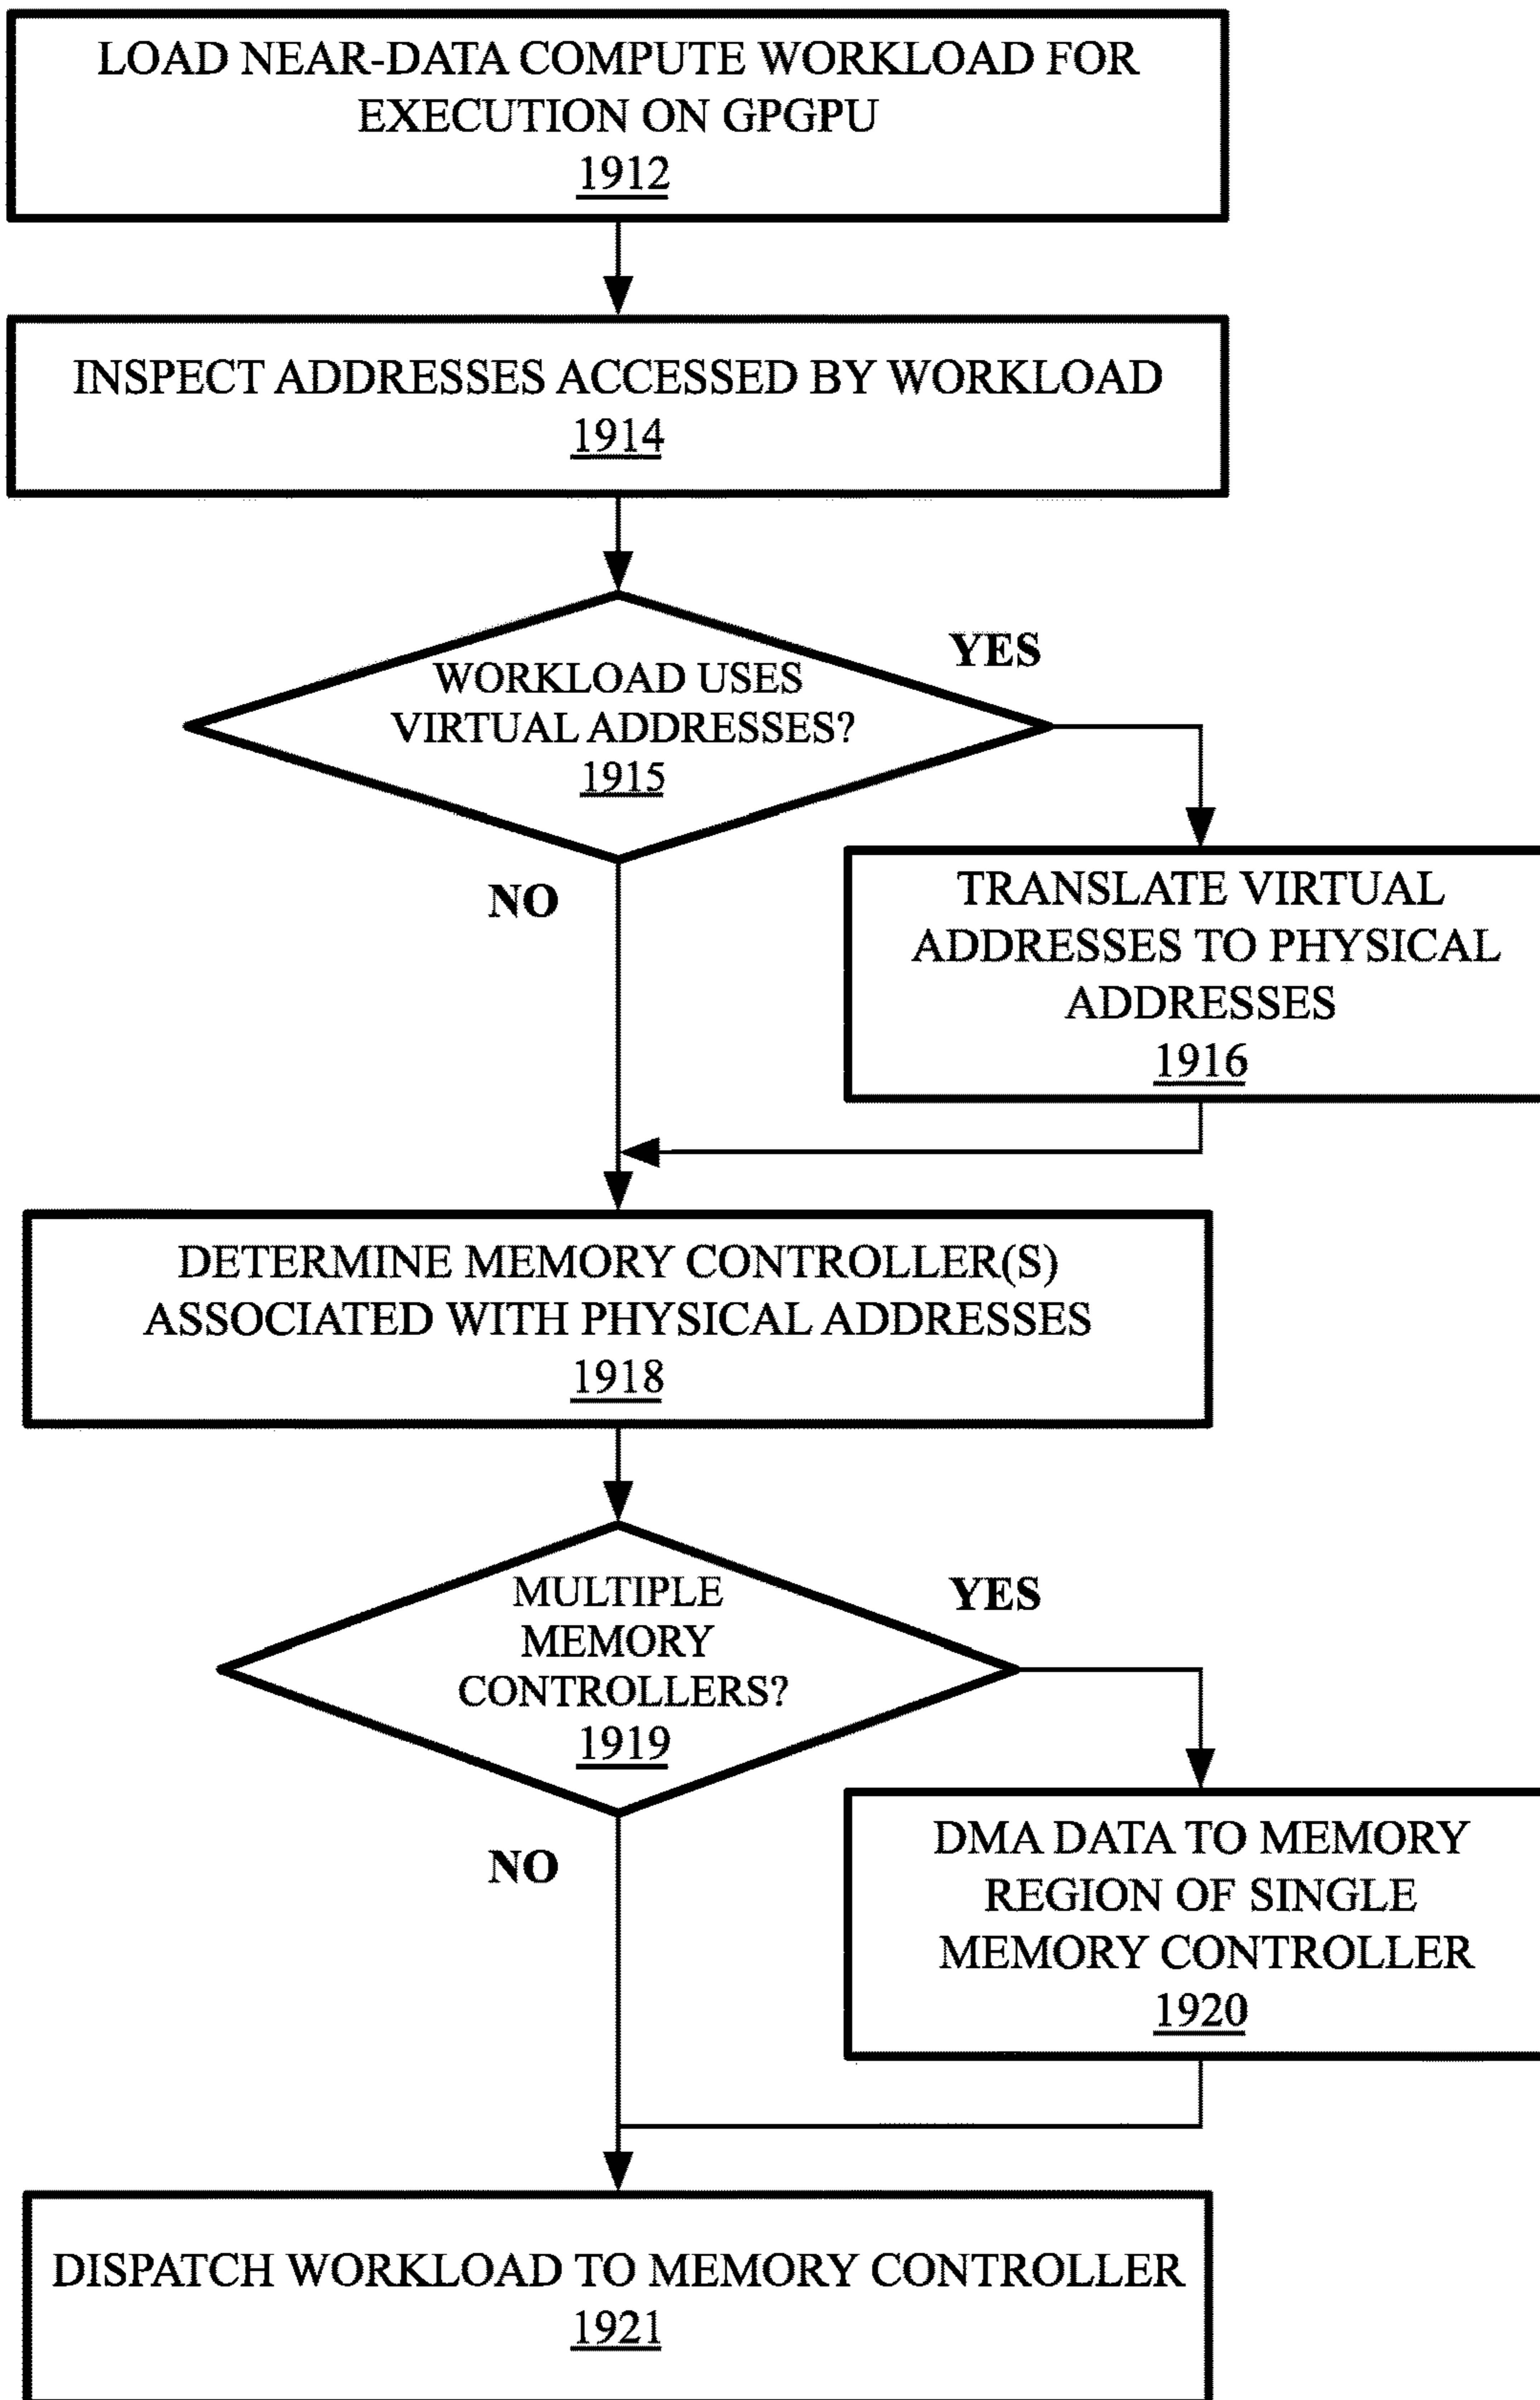 LOAD NEAR-DATA COMPUTE WORKLOAD FOR
EXECUTION ON GPGPU
1912
INSPECT ADDRESSES ACCESSED BY WORKLOAD
1914
WORKLOAD USES
VIRTUAL ADDRESSES?
1915
YES
NO
TRANSLATE VIRTUAL
ADDRESSES TO PHYSICAL
ADDRESSES
1916
DETERMINE MEMORY CONTROLLER(S)
ASSOCIATED WITH PHYSICAL ADDRESSES
1918
MULTIPLE
MEMORY
CONTROLLERS?
1919
YES
NO
DMA DATA TO MEMORY
REGION OF SINGLE
MEMORY CONTROLLER
1920
DISPATCH WORKLOAD TO MEMORY CONTROLLER
1921